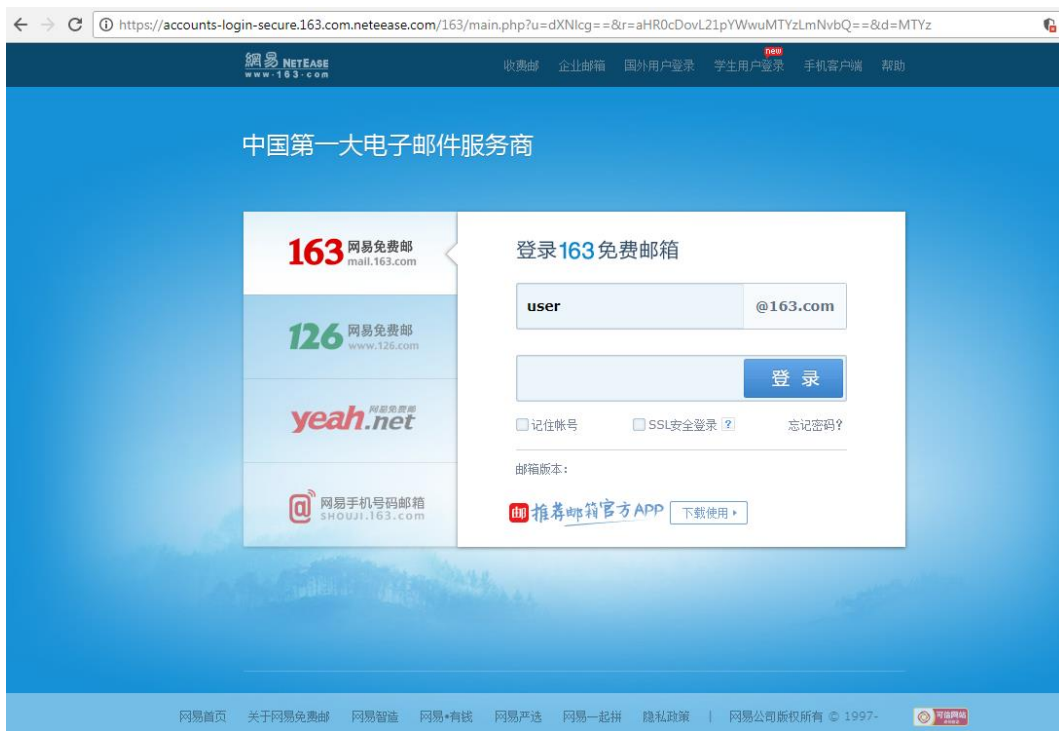 https://accounts-login-secure.163.com.neteease.com/163/main.php?u=dXNlcg==&r=aHR0cDovL21pYWwuMTYzLmNvbQ==&d=MTYz
網易 NETEASE
www·163·com
收费邮 企业邮箱 国外用户登录 学生用户登录 new 手机客户端 帮助
中国第一大电子邮件服务商
163 网易免费邮
mail.163.com
登录163免费邮箱
user @163.com
126 网易免费邮
www.126.com
登 录
yeah.net 网易免费邮
记住帐号 SSL安全登录 ? 忘记密码?
邮箱版本:
网易手机号码邮箱
SHOUJI.163.com
邮 推荐邮箱官方APP 下载使用
网易首页 关于网易免费邮 网易智造 网易•有钱 网易严选 网易一起拼 隐私政策 | 网易公司版权所有 © 1997-
可信网站